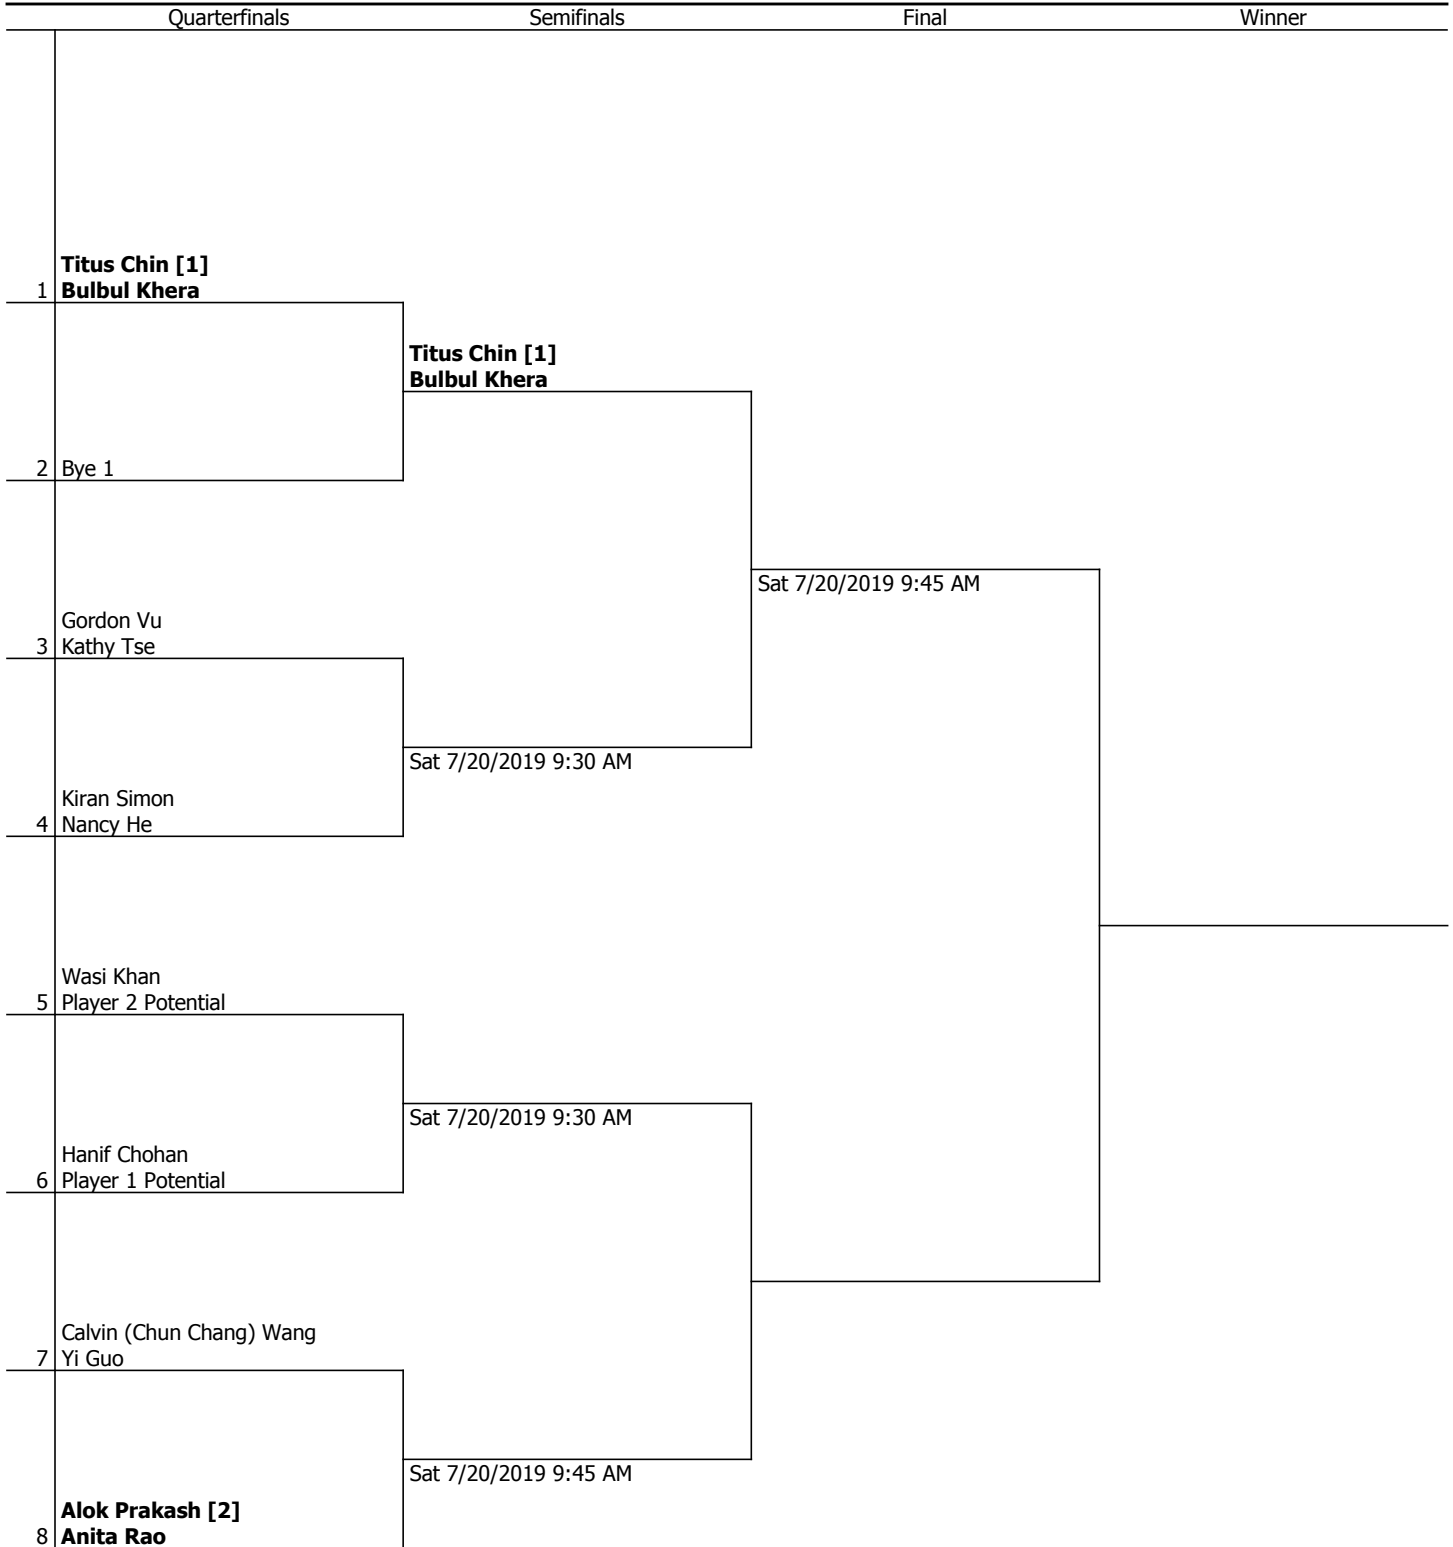 Quarterfinals Semifinals Final Winner
Titus Chin [1]
1 Bulbul Khera
Titus Chin [1]
Bulbul Khera
2 Bye 1
Sat 7/20/2019 9:45 AM
Gordon Vu
3 Kathy Tse
Sat 7/20/2019 9:30 AM
Kiran Simon
4 Nancy He
Wasi Khan
5 Player 2 Potential
Sat 7/20/2019 9:30 AM
Hanif Chohan
6 Player 1 Potential
Calvin (Chun Chang) Wang
7 Yi Guo
Sat 7/20/2019 9:45 AM
Alok Prakash [2]
8 Anita Rao